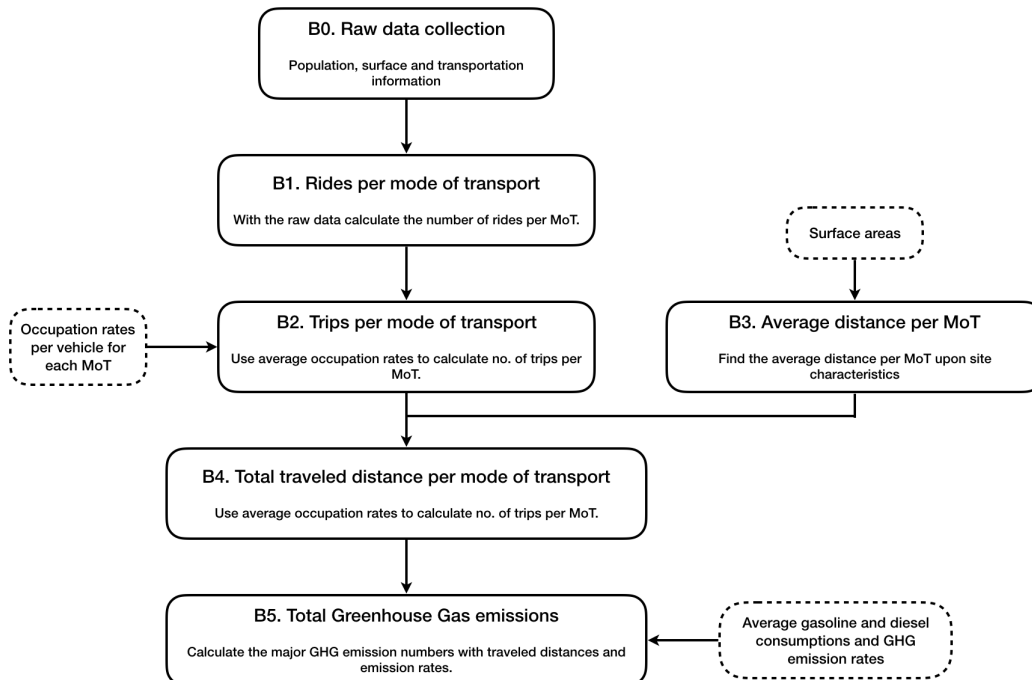 B0. Raw data collection
Population, surface and transportation
information
B1. Rides per mode of transport
With the raw data calculate the number of rides per MoT.
Surface areas
Occupation rates
per vehicle for
each MoT
B2. Trips per mode of transport
Use average occupation rates to calculate no. of trips per
MoT.
B3. Average distance per MoT
Find the average distance per MoT upon site
characteristics
B4. Total traveled distance per mode of transport
Use average occupation rates to calculate no. of trips per MoT.
B5. Total Greenhouse Gas emissions
Calculate the major GHG emission numbers with traveled distances and
emission rates.
Average gasoline and diesel
consumptions and GHG
emission rates